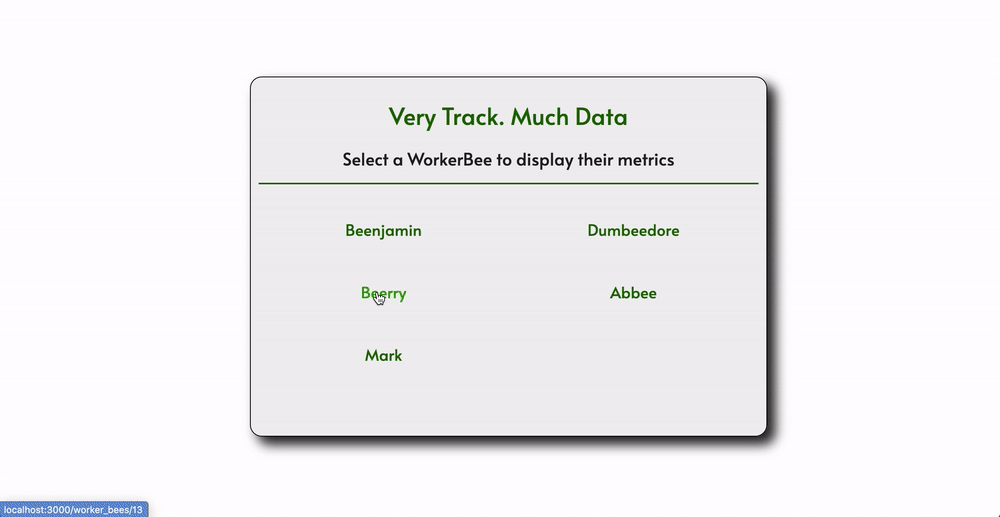 Very Track. Much Data
Select a WorkerBee to display their metrics
Beenjamin
Dumbeedore
Beerry
Abbee
Mark
localhost:3000/worker_bees/13